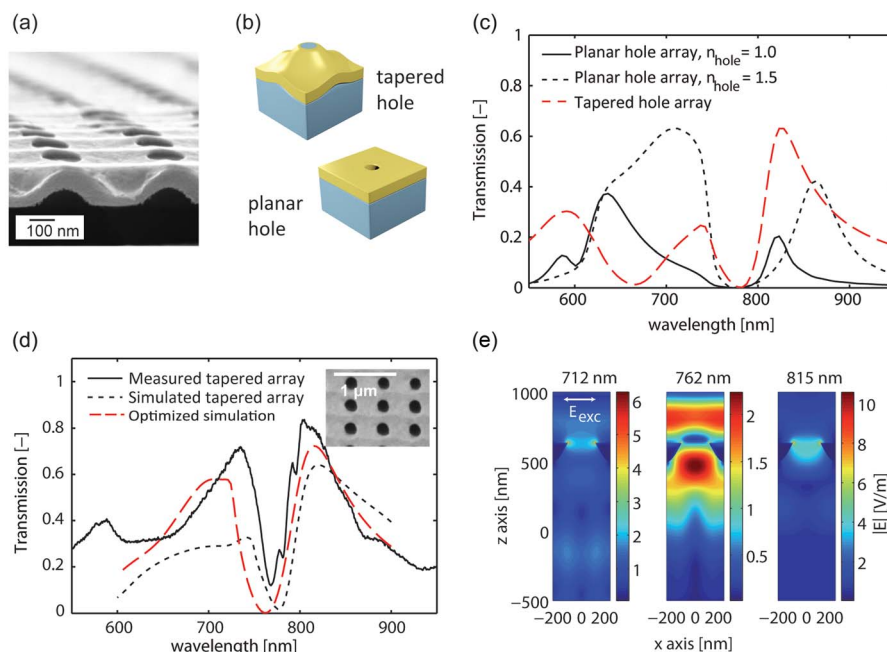 (a)
100 nm
(b)
tapered
hole
planar
hole
(c)
Planar hole array, nhole= 1.0
Planar hole array, nhole= 1.5
Tapered hole array
Transmission [–]
1
0.8
0.6
0.4
0.2
0
600
700
800
900
wavelength [nm]
(d)
Measured tapered array
Simulated tapered array
Optimized simulation
1 µm
Transmission [–]
1
0.8
0.6
0.4
0.2
0
600
700
800
900
wavelength [nm]
(e)
712 nm
762 nm
815 nm
Eexc
z axis [nm]
1000
500
0
−500
6
5
4
3
2
1
2
1.5
1
0.5
10
8
6
4
2
|E| [V/m]
−200 0 200
−200 0 200
−200 0 200
x axis [nm]